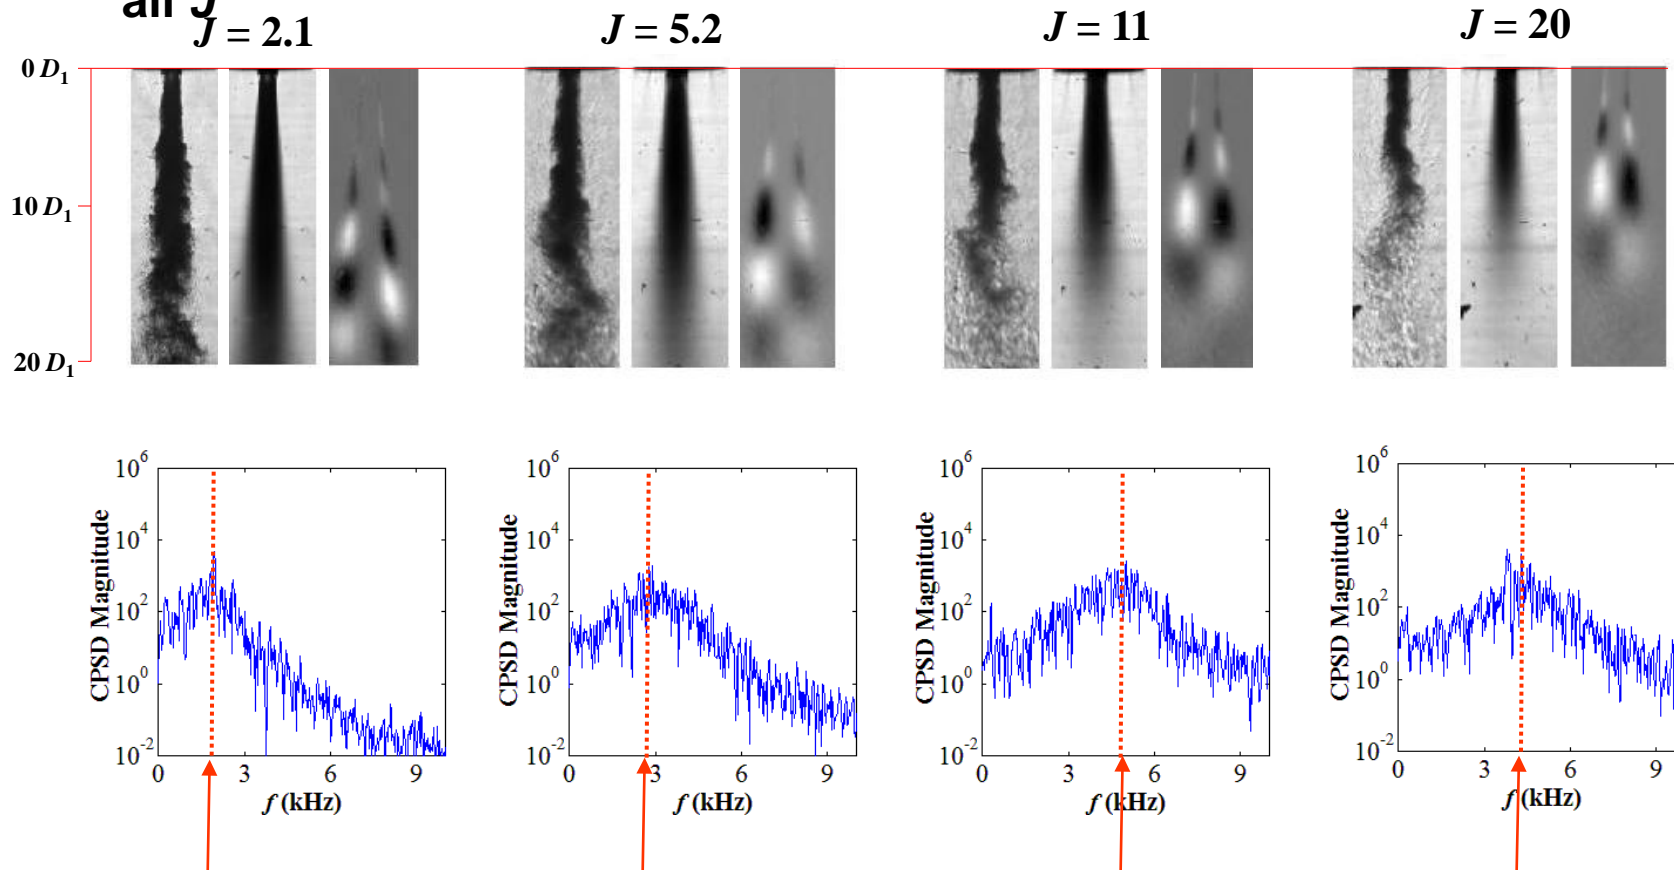 all J
J = 2.1
J = 5.2
J = 11
J = 20
0 D1
10 D1
20 D1
10^6
10^4
10^2
10^0
10^-2
CPSD Magnitude
0 3 6 9
f (kHz)
10^6
10^4
10^2
10^0
10^-2
CPSD Magnitude
0 3 6 9
f (kHz)
10^6
10^4
10^2
10^0
10^-2
CPSD Magnitude
0 3 6 9
f (kHz)
10^6
10^4
10^2
10^0
10^-2
CPSD Magnitude
0 3 6 9
f (kHz)